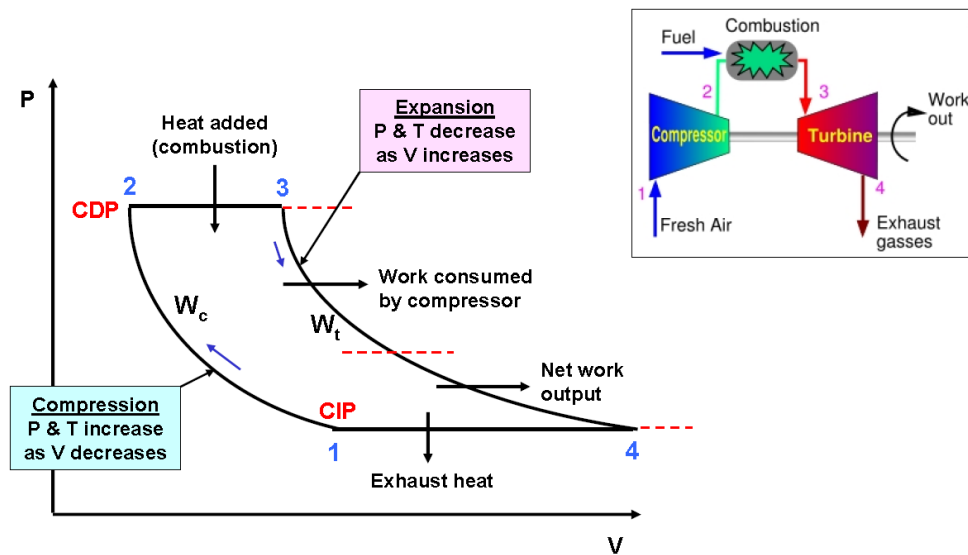 P
Heat added
(combustion)
Expansion
P & T decrease
as V increases
2
3
CDP
Work consumed
by compressor
Wc
Wt
Net work
output
Compression
P & T increase
as V decreases
CIP
1
4
Exhaust heat
V
Fuel
Combustion
2
3
Compressor
Turbine
Work
out
1
4
Fresh Air
Exhaust
gasses